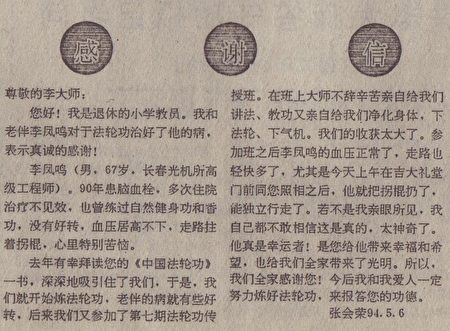 感谢信
尊敬的李大师：
您好！我是退休的小学教员。我和
老伴李凤鸣对于法轮功治好了他的病，
表示真诚的感谢！
李凤鸣（男，67岁，长春光机所高
级工程师）。90年患脑血栓，多次住院
治疗不见效，也曾练过自然健身功和香
功，没有好转，血压居高不下，走路拄
着拐棍，心里特别苦恼。
去年有幸拜读您的《中国法轮功》
一书，深深地吸引住了我们，于是，我
们就开始炼法轮功，老伴的病就有些好
转，后来我们又参加了第七期法轮功传
授班。在班上大师不辞辛苦亲自给我们
讲法、教功又亲自给我们净化身体，下
法轮、下气机。我们的收获太大了。参
加班之后李凤鸣的血压正常了，走路也
轻快多了，尤其是今天上午在吉大礼堂
门前同您照相之后，他就把拐棍扔了，
能独立行走了。若不是我亲眼所见，我
自己都不敢相信这是真的，太神奇了。
他真是幸运者！是您给他带来幸福和希
望，也给我们全家带来了光明。所以，
我们全家感谢您！今后我和我爱人一定
努力炼好法轮功，来报答您的功德。
张会荣94.5.6